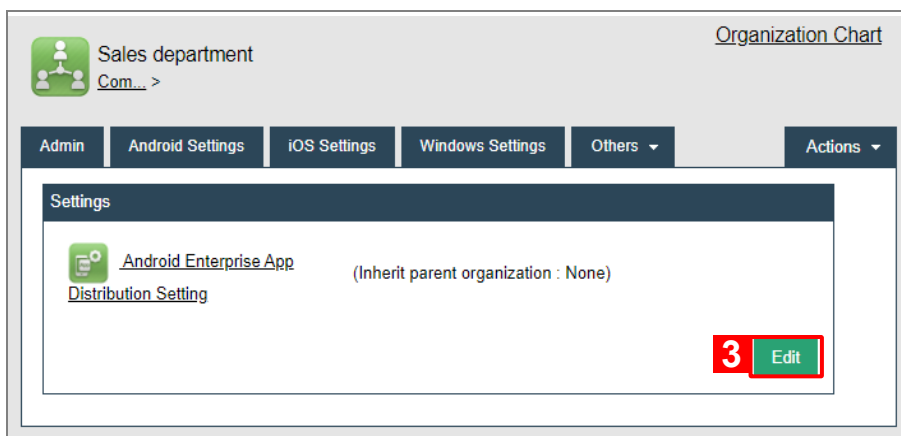 Organization Chart
Sales department
Com... >
Admin
Android Settings
iOS Settings
Windows Settings
Others
Actions
Settings
Android Enterprise App
Distribution Setting
(Inherit parent organization : None)
3
Edit